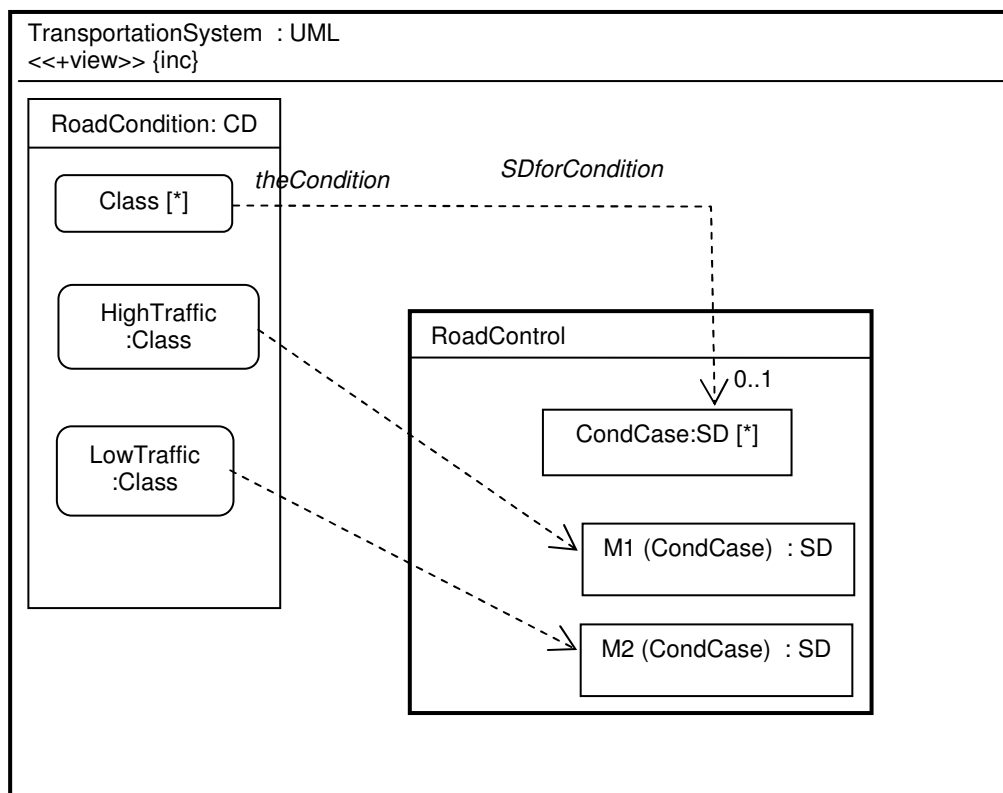 TransportationSystem : UML
<<+view>> {inc}
RoadCondition: CD
Class [*]
theCondition
SDforCondition
HighTraffic
:Class
LowTraffic
:Class
RoadControl
0..1
CondCase:SD [*]
M1 (CondCase) : SD
M2 (CondCase) : SD